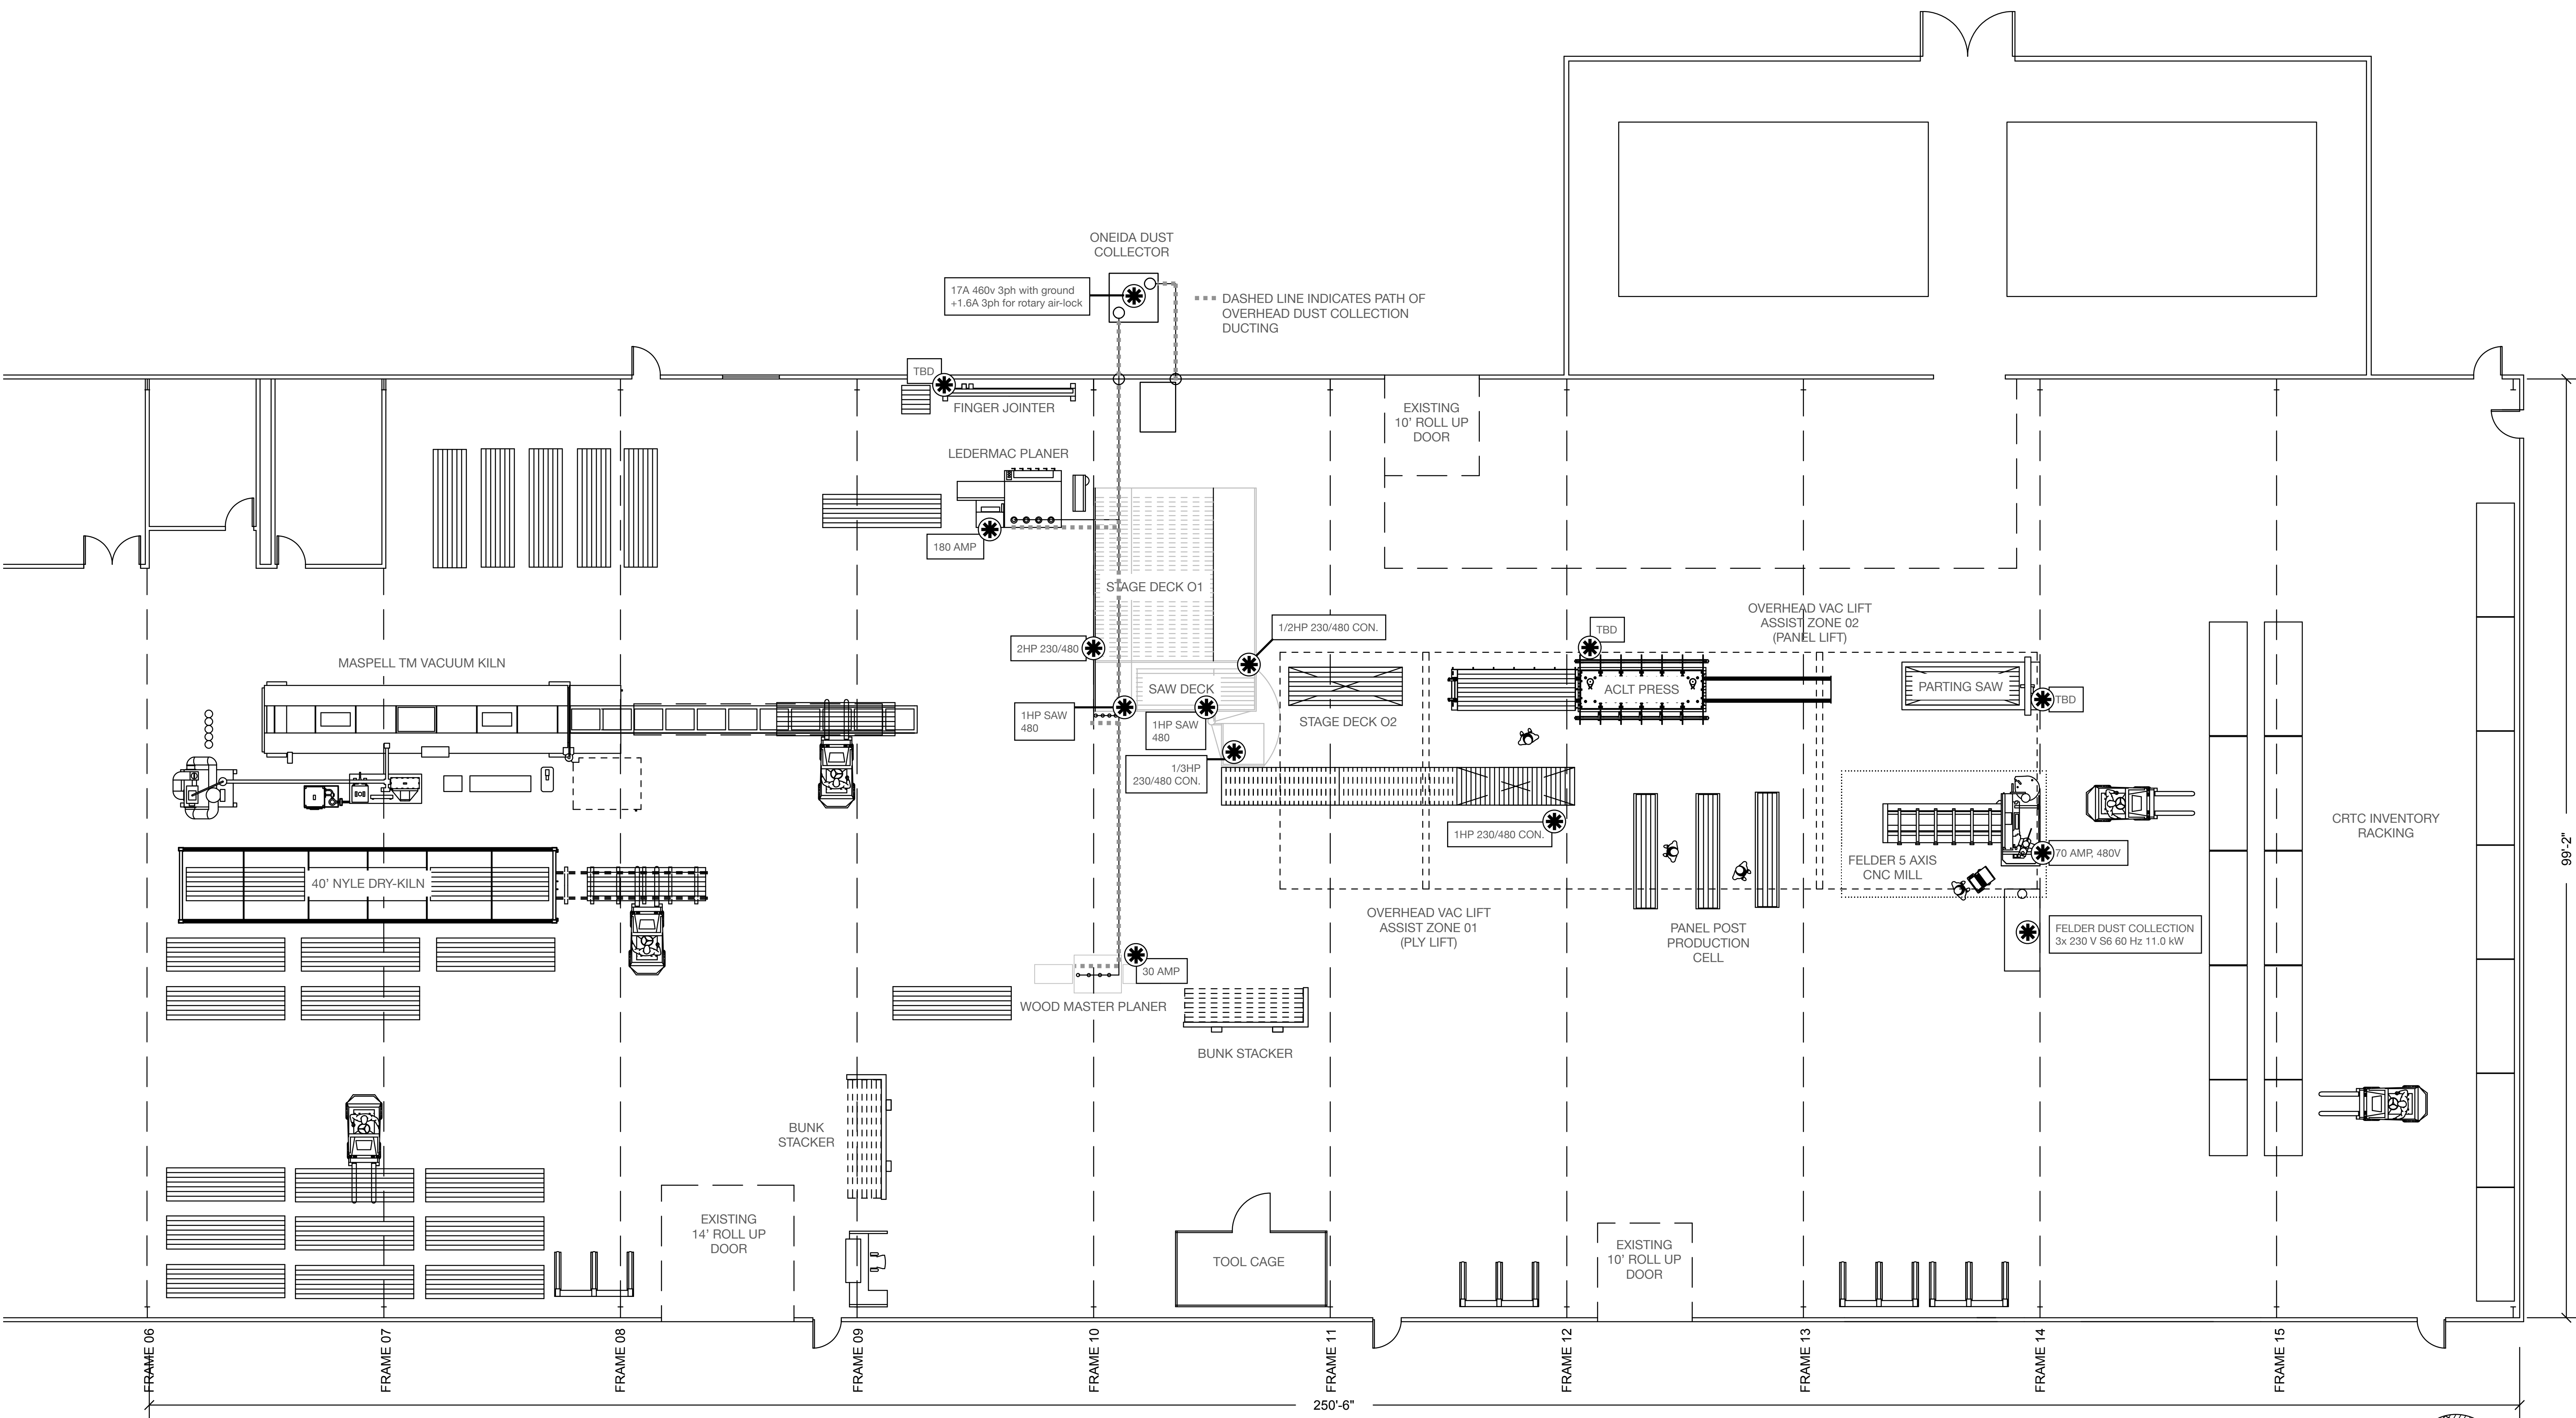 ONEIDA DUST
COLLECTOR
17A 460v 3ph with ground
+1.6A 3ph for rotary air-lock
DASHED LINE INDICATES PATH OF
OVERHEAD DUST COLLECTION
DUCTING
TBD
FINGER JOINTER
EXISTING
10' ROLL UP
DOOR
LEDERMAC PLANER
180 AMP
STAGE DECK O1
2HP 230/480
1/2HP 230/480 CON.
TBD
OVERHEAD VAC LIFT
ASSIST ZONE 02
(PANEL LIFT)
MASPELL TM VACUUM KILN
SAW DECK
1HP SAW
480
1HP SAW
480
STAGE DECK O2
ACLT PRESS
PARTING SAW
TBD
1/3HP
230/480 CON.
1HP 230/480 CON.
CRTC INVENTORY
RACKING
99'-2"
FELDER 5 AXIS
CNC MILL
70 AMP, 480V
40' NYLE DRY-KILN
OVERHEAD VAC LIFT
ASSIST ZONE 01
(PLY LIFT)
PANEL POST
PRODUCTION
CELL
FELDER DUST COLLECTION
3x 230 V S6 60 Hz 11.0 kW
30 AMP
WOOD MASTER PLANER
BUNK STACKER
BUNK
STACKER
EXISTING
14' ROLL UP
DOOR
TOOL CAGE
EXISTING
10' ROLL UP
DOOR
FRAME 06
FRAME 07
FRAME 08
FRAME 09
FRAME 10
FRAME 11
FRAME 12
FRAME 13
FRAME 14
FRAME 15
250'-6"